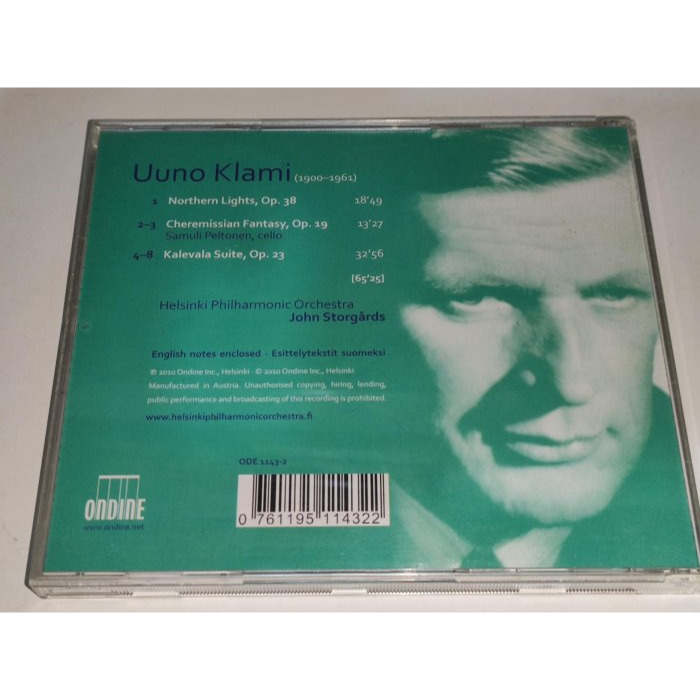 Uuno Klami (1900–1961)
1 Northern Lights, Op. 38 18'49
2–3 Cheremissian Fantasy, Op. 19 13'27
Samuli Peltonen, cello
4–8 Kalevala Suite, Op. 23 32'56
[65'25]
Helsinki Philharmonic Orchestra
John Storgårds
English notes enclosed · Esittelytekstit suomeksi
℗ 2010 Ondine Inc., Helsinki · © 2010 Ondine Inc., Helsinki
Manufactured in Austria. Unauthorised copying, hiring, lending,
public performance and broadcasting of this recording is prohibited.
www.helsinkiphilharmonicorchestra.fi
ODE 1143-2
ONDINE
www.ondine.net
0 761195 114322